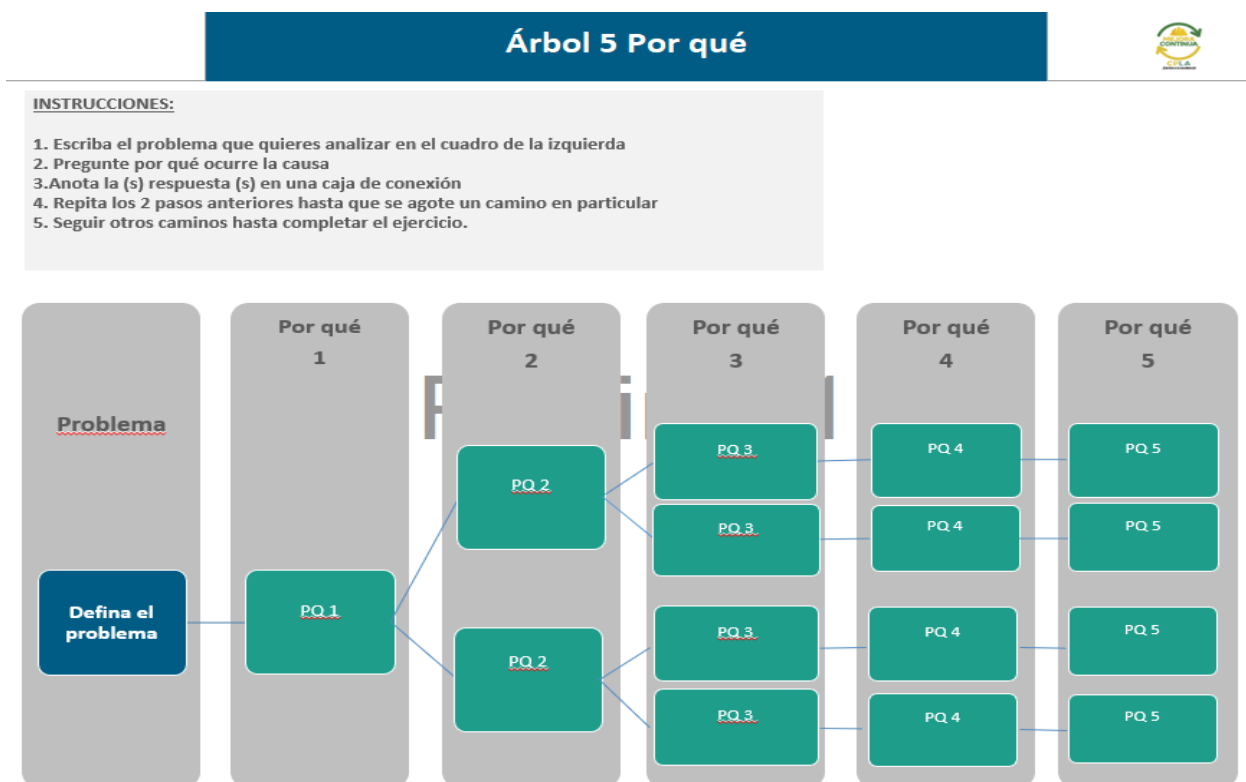 Árbol 5 Por qué
MEJORA
CONTINUA
CPLA
INSTRUCCIONES:
1. Escriba el problema que quieres analizar en el cuadro de la izquierda
2. Pregunte por qué ocurre la causa
3.Anota la (s) respuesta (s) en una caja de conexión
4. Repita los 2 pasos anteriores hasta que se agote un camino en particular
5. Seguir otros caminos hasta completar el ejercicio.
Problema
Defina el
problema
Por qué
1
PQ 1
Por qué
2
PQ 2
PQ 2
Por qué
3
PQ 3
PQ 3
PQ 3
PQ 3
Por qué
4
PQ 4
PQ 4
PQ 4
PQ 4
Por qué
5
PQ 5
PQ 5
PQ 5
PQ 5